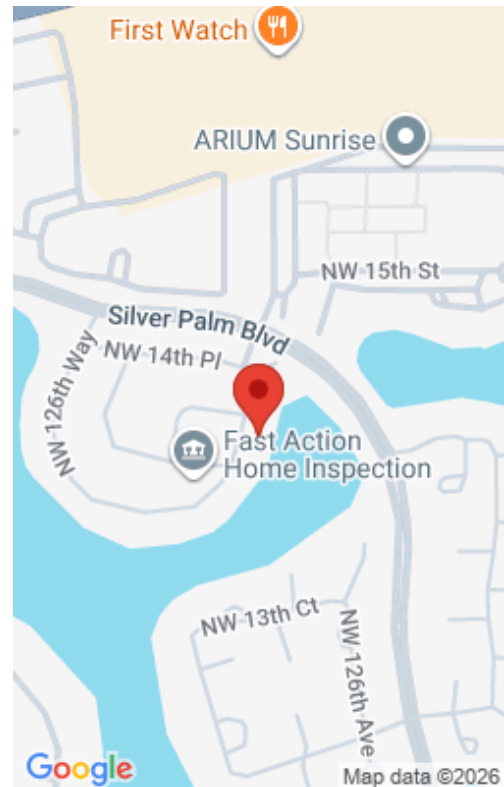 First Watch
ARIUM Sunrise
NW 15th St
Silver Palm Blvd
NW 14th Pl
NW 126th Way
Fast Action
Home Inspection
NW 13th Ct
NW 126th Ave
Google
Map data ©2026